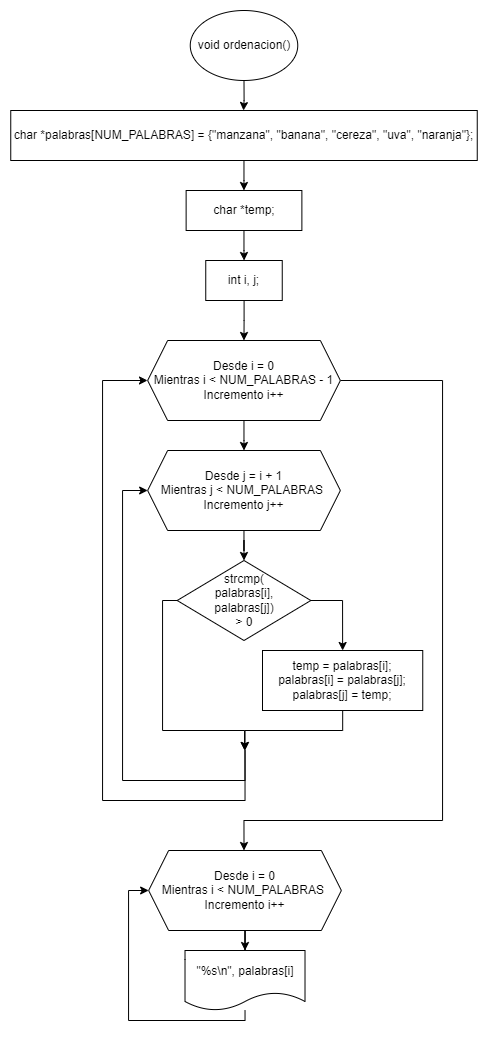 void ordenacion()
char *palabras[NUM_PALABRAS] = {"manzana", "banana", "cereza", "uva", "naranja"};
char *temp;
int i, j;
Desde i = 0
Mientras i < NUM_PALABRAS - 1
Incremento i++
Desde j = i + 1
Mientras j < NUM_PALABRAS
Incremento j++
strcmp(
palabras[i],
palabras[j])
> 0
temp = palabras[i];
palabras[i] = palabras[j];
palabras[j] = temp;
Desde i = 0
Mientras i < NUM_PALABRAS
Incremento i++
"%s\n", palabras[i]